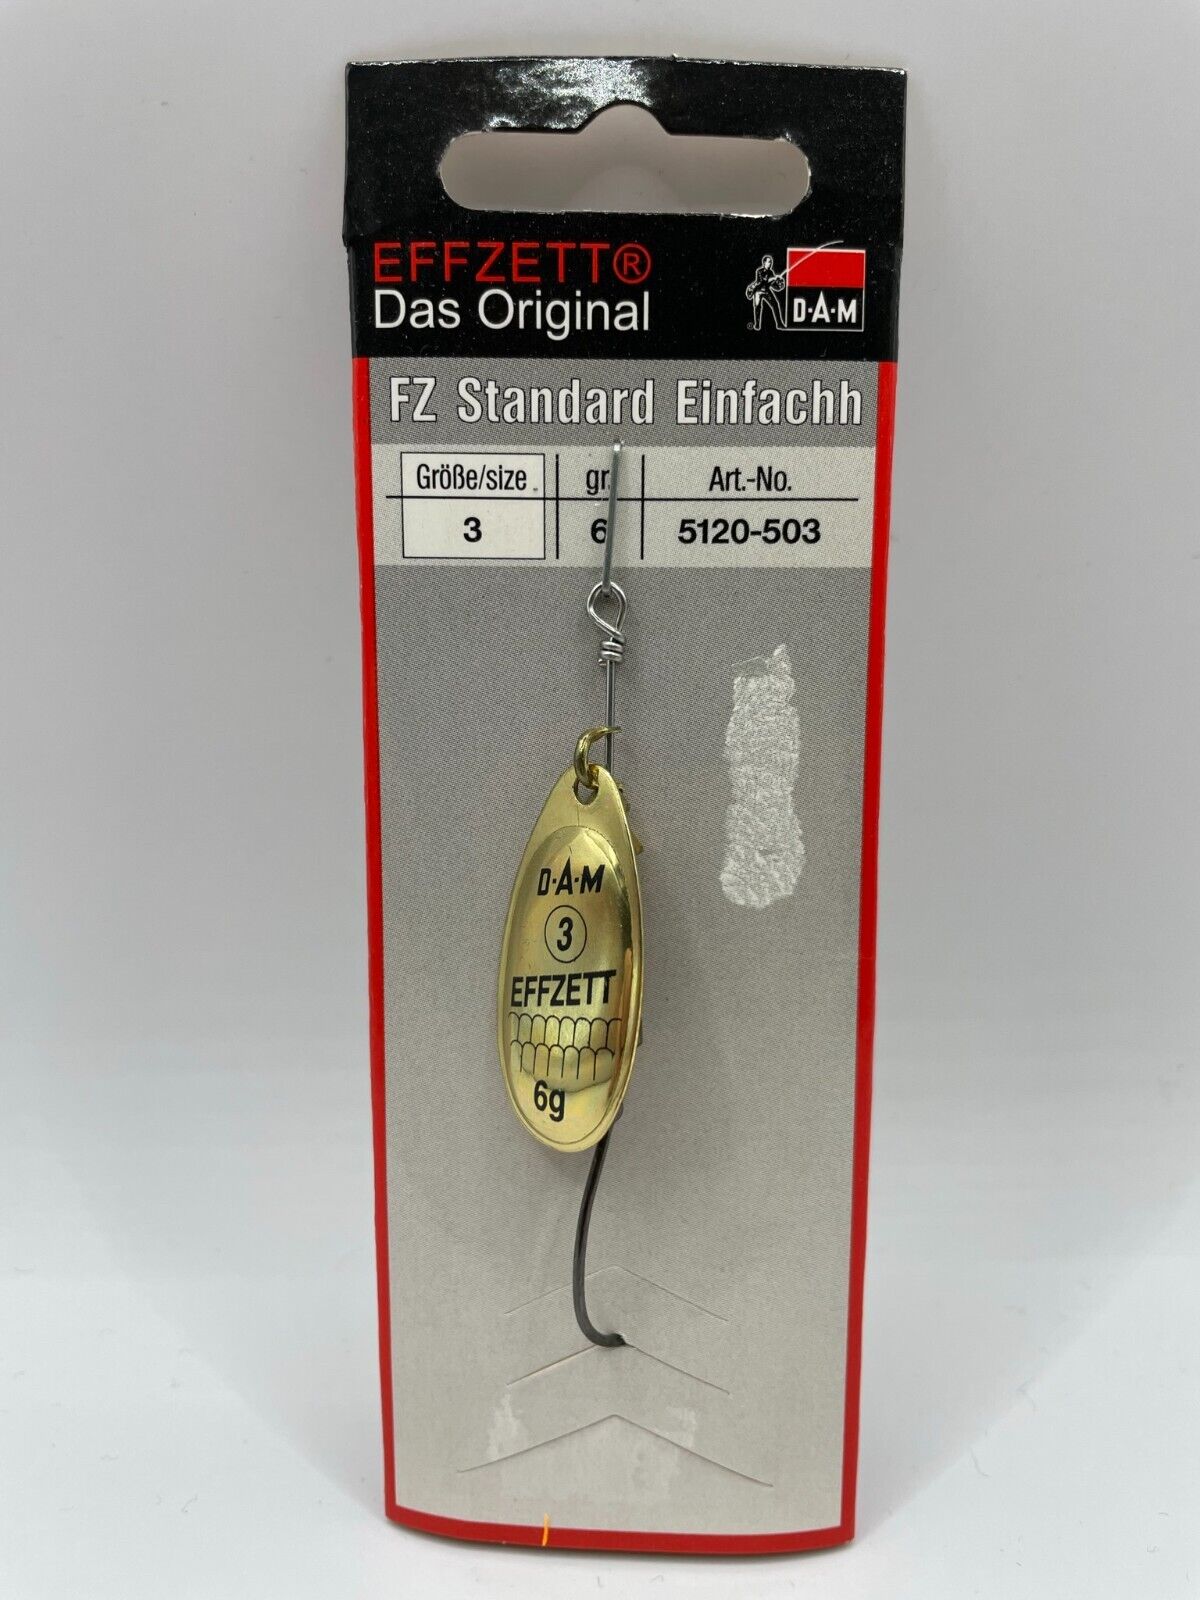 EFFZETT®
Das Original
D·A·M
FZ Standard Einfachh
Größe/size gr. Art.-No.
3 6 5120-503
D·A·M
3
EFFZETT
6g